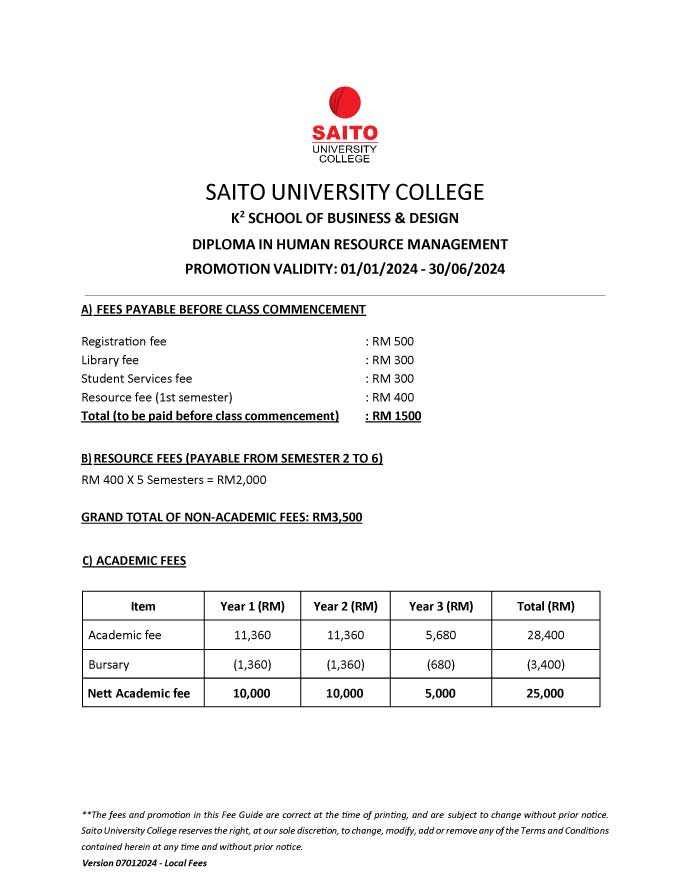 SAITO
UNIVERSITY
COLLEGE
SAITO UNIVERSITY COLLEGE
K² SCHOOL OF BUSINESS & DESIGN
DIPLOMA IN HUMAN RESOURCE MANAGEMENT
PROMOTION VALIDITY: 01/01/2024 - 30/06/2024
A) FEES PAYABLE BEFORE CLASS COMMENCEMENT
Registration fee : RM 500
Library fee : RM 300
Student Services fee : RM 300
Resource fee (1st semester) : RM 400
Total (to be paid before class commencement) : RM 1500
B) RESOURCE FEES (PAYABLE FROM SEMESTER 2 TO 6)
RM 400 X 5 Semesters = RM2,000
GRAND TOTAL OF NON-ACADEMIC FEES: RM3,500
C) ACADEMIC FEES
Item Year 1 (RM) Year 2 (RM) Year 3 (RM) Total (RM)
Academic fee 11,360 11,360 5,680 28,400
Bursary (1,360) (1,360) (680) (3,400)
Nett Academic fee 10,000 10,000 5,000 25,000
**The fees and promotion in this Fee Guide are correct at the time of printing, and are subject to change without prior notice.
Saito University College reserves the right, at our sole discretion, to change, modify, add or remove any of the Terms and Conditions
contained herein at any time and without prior notice.
Version 07012024 - Local Fees